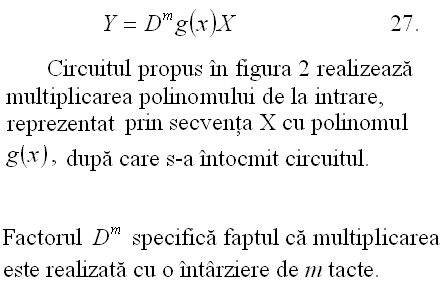 Y = D^m g(x)X 27.
Circuitul propus în figura 2 realizează
multiplicarea polinomului de la intrare,
reprezentat prin secvența X cu polinomul
g(x), după care s-a întocmit circuitul.
Factorul D^m specifică faptul că multiplicarea
este realizată cu o întârziere de m tacte.